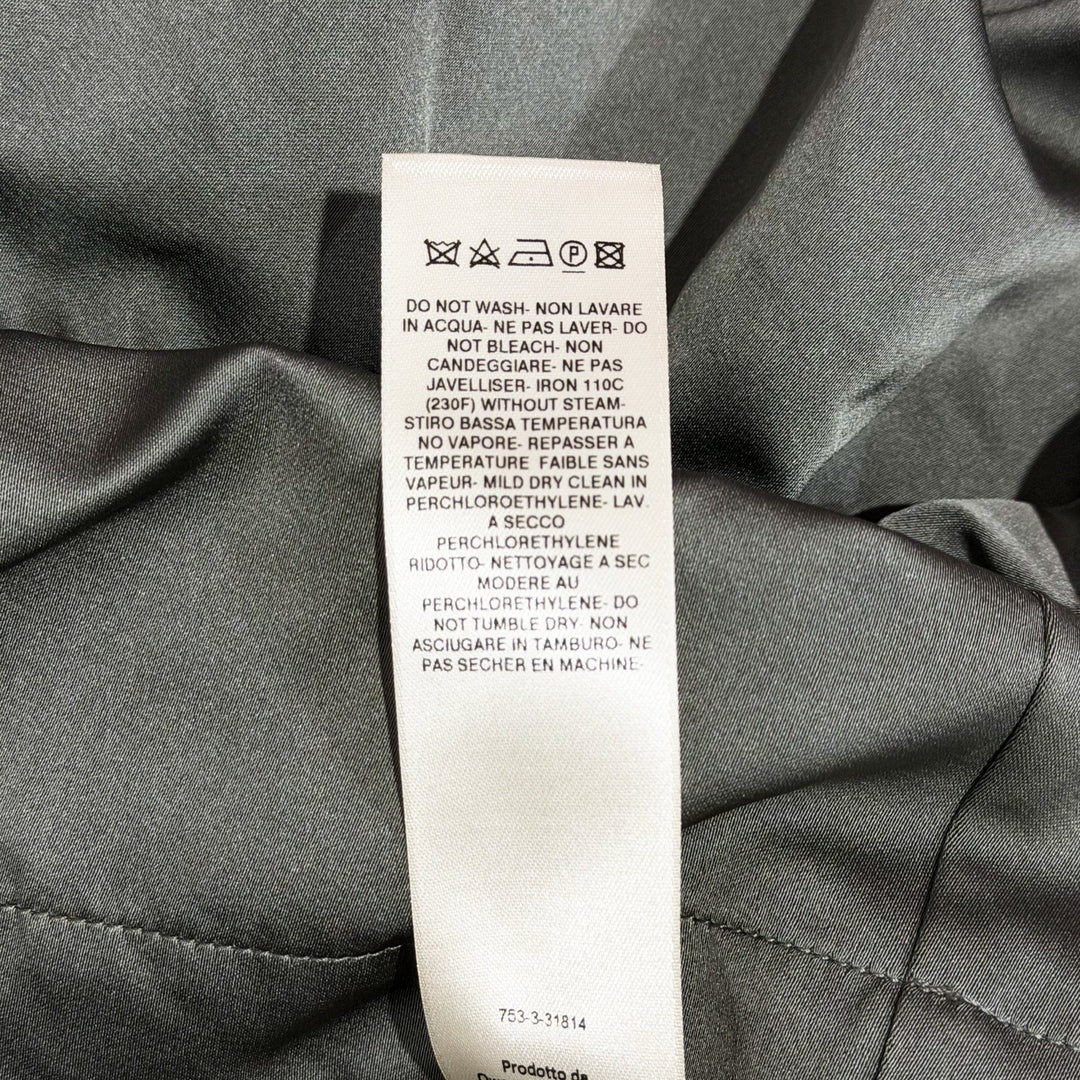 P
DO NOT WASH- NON LAVARE
IN ACQUA- NE PAS LAVER- DO
NOT BLEACH- NON
CANDEGGIARE- NE PAS
JAVELLISER- IRON 110C
(230F) WITHOUT STEAM-
STIRO BASSA TEMPERATURA
NO VAPORE- REPASSER A
TEMPERATURE FAIBLE SANS
VAPEUR- MILD DRY CLEAN IN
PERCHLOROETHYLENE- LAV.
A SECCO
PERCHLORETHYLENE
RIDOTTO- NETTOYAGE A SEC
MODERE AU
PERCHLORETHYLENE- DO
NOT TUMBLE DRY- NON
ASCIUGARE IN TAMBURO- NE
PAS SECHER EN MACHINE-
753-3-31814
Prodotto da